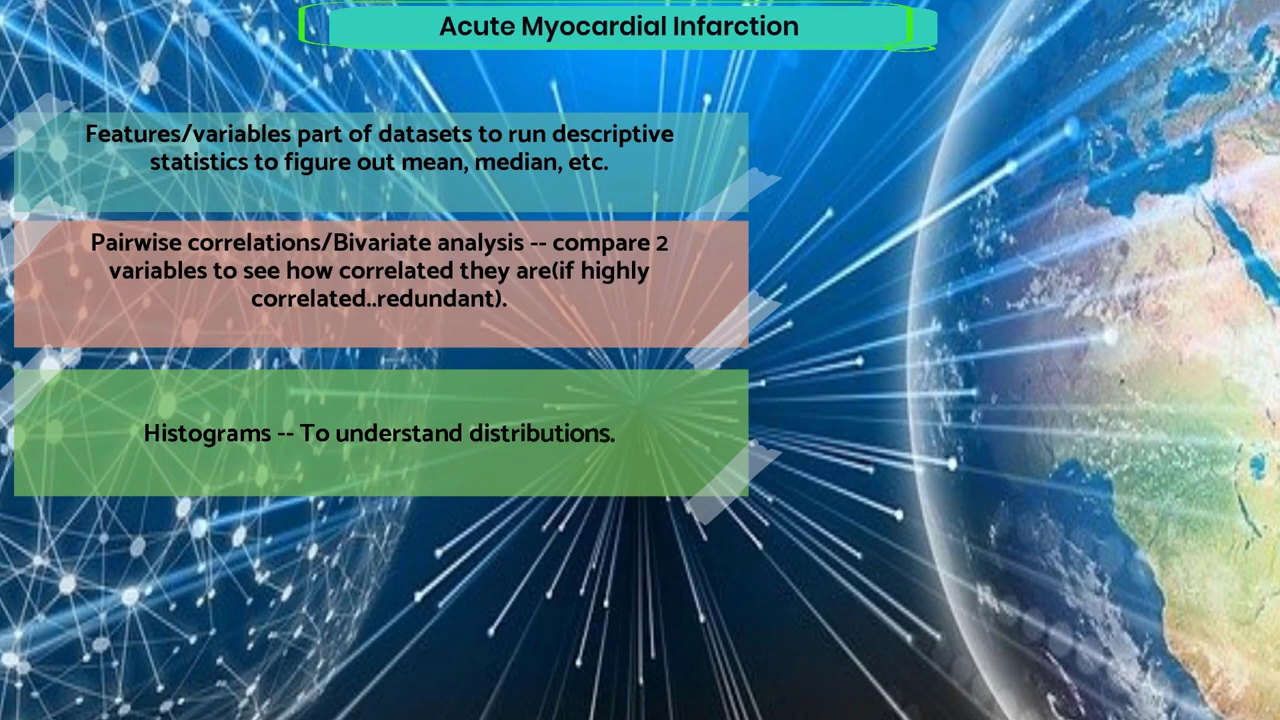 Acute Myocardial Infarction
Features/variables part of datasets to run descriptive
statistics to figure out mean, median, etc.
Pairwise correlations/Bivariate analysis -- compare 2
variables to see how correlated they are(if highly
correlated..redundant).
Histograms -- To understand distributions.